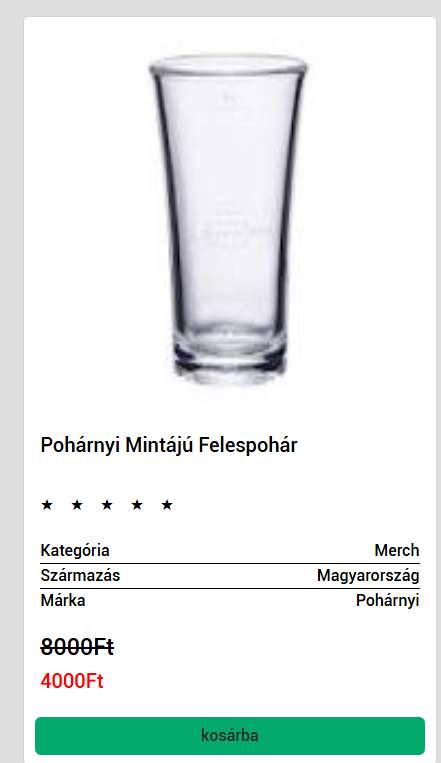 Pohárnyi Mintájú Felespohár
★ ★ ★ ★ ★
Kategória Merch
Származás Magyarország
Márka Pohárnyi
8000Ft
4000Ft
kosárba